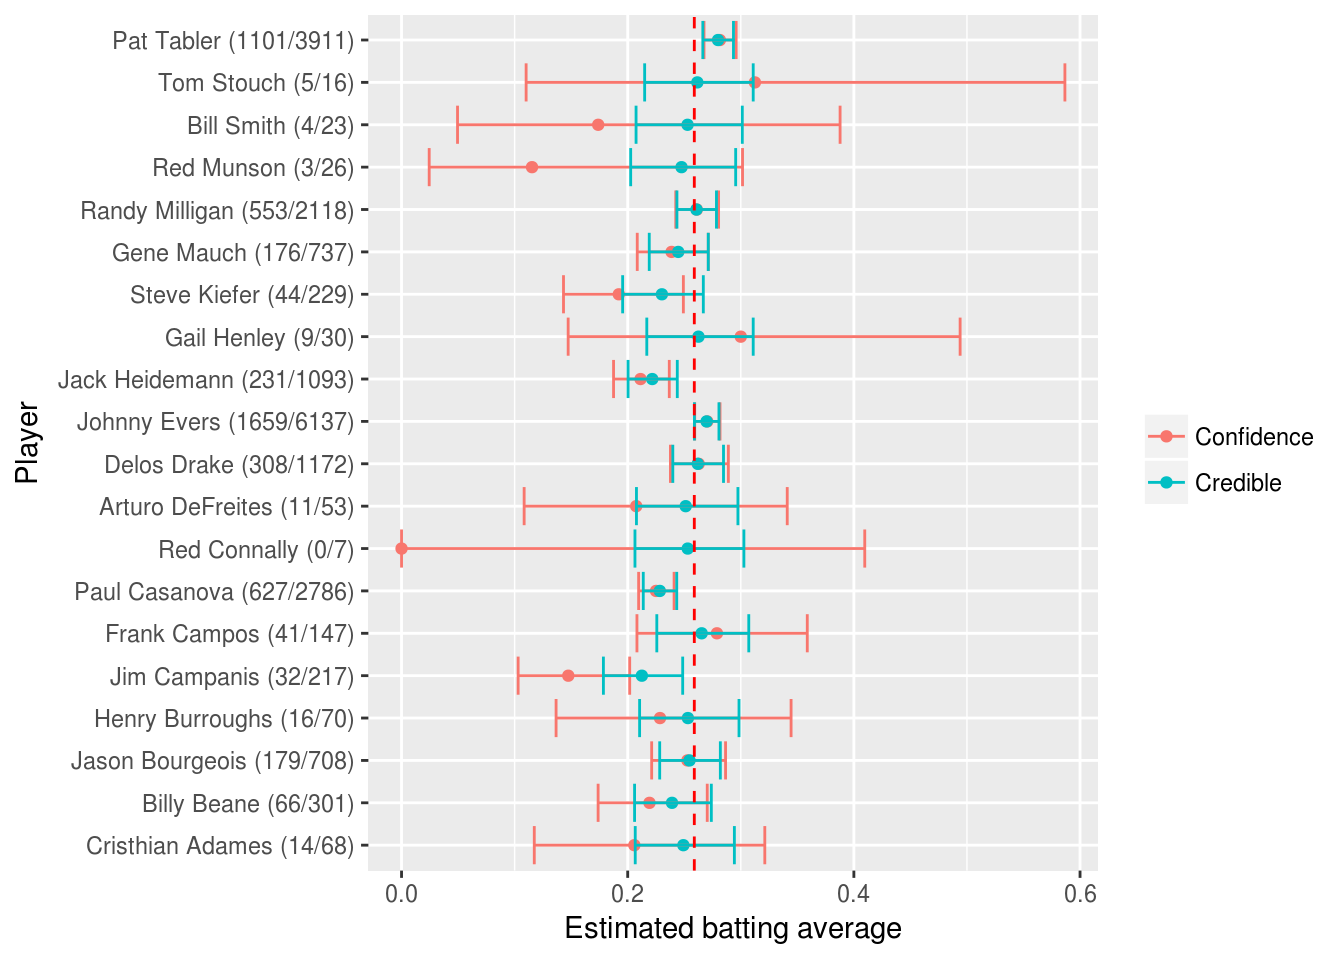 Pat Tabler (1101/3911)
Tom Stouch (5/16)
Bill Smith (4/23)
Red Munson (3/26)
Randy Milligan (553/2118)
Gene Mauch (176/737)
Steve Kiefer (44/229)
Gail Henley (9/30)
Jack Heidemann (231/1093)
Johnny Evers (1659/6137)
Delos Drake (308/1172)
Arturo DeFreites (11/53)
Red Connally (0/7)
Paul Casanova (627/2786)
Frank Campos (41/147)
Jim Campanis (32/217)
Henry Burroughs (16/70)
Jason Bourgeois (179/708)
Billy Beane (66/301)
Cristhian Adames (14/68)
Player
0.0 0.2 0.4 0.6
Estimated batting average
Confidence
Credible